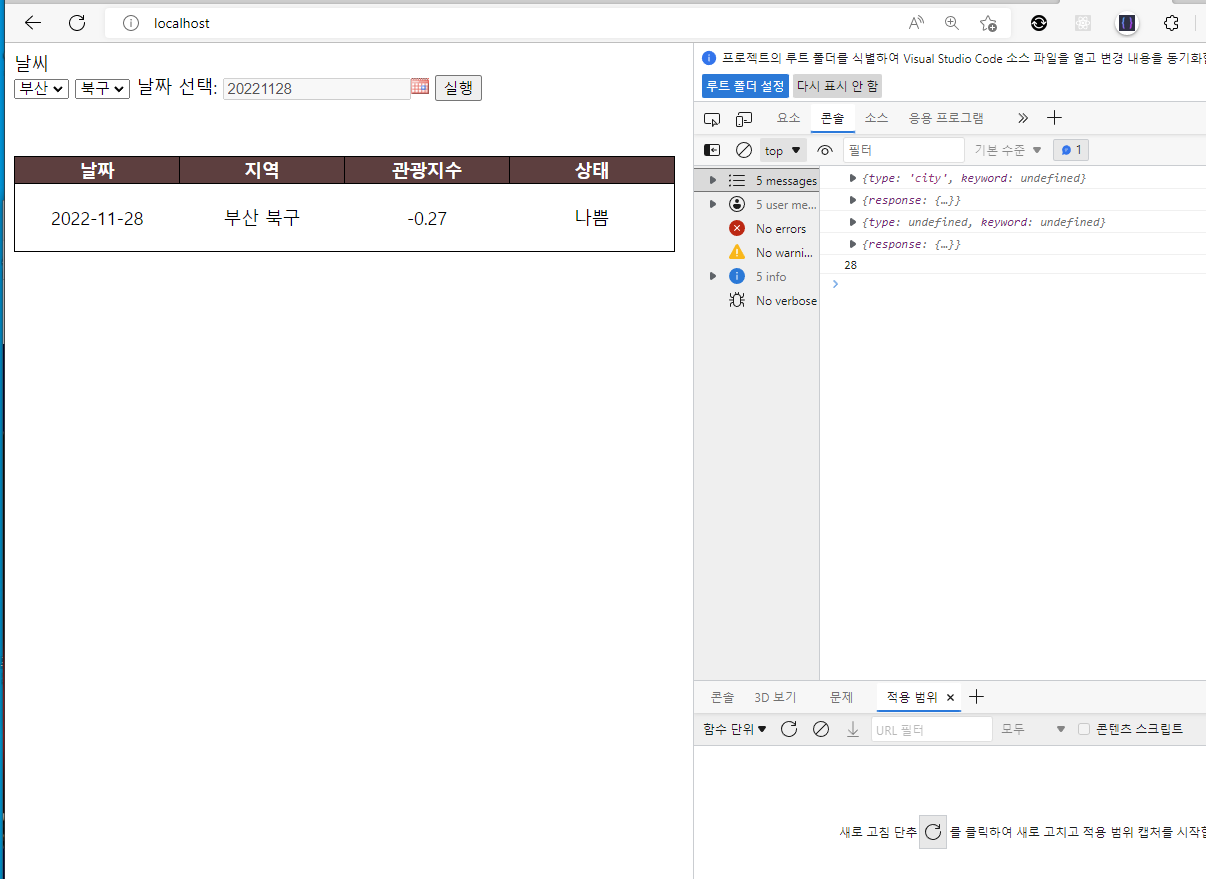 localhost
날씨
부산 북구 날짜 선택: 20221128 실행
날짜 지역 관광지수 상태
2022-11-28 부산 북구 -0.27 나쁨
프로젝트의 루트 폴더를 식별하여 Visual Studio Code 소스 파일을 열고 변경 내용을 동기화
루트 폴더 설정 다시 표시 안 함
요소 콘솔 소스 응용 프로그램
top 필터 기본 수준 1
5 messages
5 user me...
No errors
No warni...
5 info
No verbose
{type: 'city', keyword: undefined}
{response: {…}}
{type: undefined, keyword: undefined}
{response: {…}}
28
콘솔 3D 보기 문제 적용 범위
함수 단위 URL 필터 모두 콘텐츠 스크립트
새로 고침 단추 를 클릭하여 새로 고치고 적용 범위 캡처를 시작